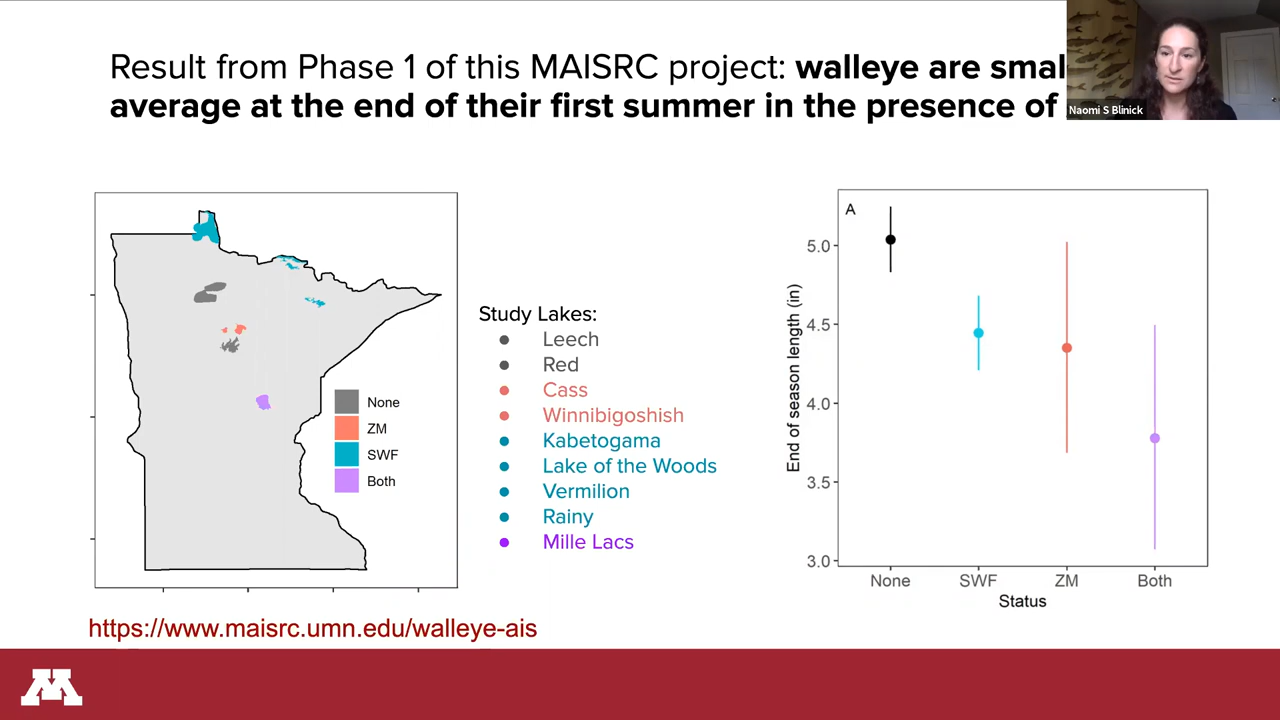 Result from Phase 1 of this MAISRC project: walleye are smal
average at the end of their first summer in the presence of
Naomi S Blinick
None
ZM
SWF
Both
Study Lakes:
Leech
Red
Cass
Winnibigoshish
Kabetogama
Lake of the Woods
Vermilion
Rainy
Mille Lacs
A
End of season length (in)
5.0
4.5
4.0
3.5
3.0
None
SWF
ZM
Both
Status
https://www.maisrc.umn.edu/walleye-ais
M